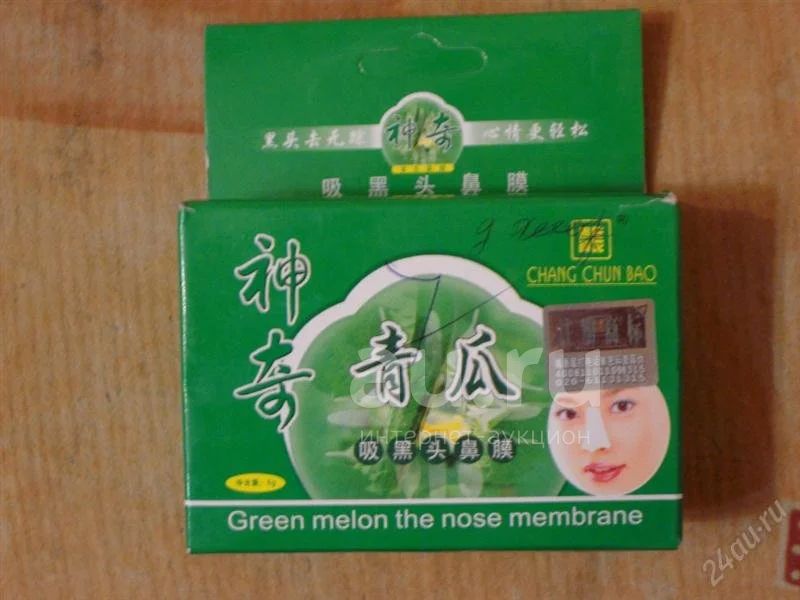 黑头去无踪
神奇
心情更轻松
吸黑头鼻膜
神奇
CHANG CHUN BAO
青瓜
au.ru
интернет-аукцион
吸黑头鼻膜
Green melon the nose membrane
24au.ru